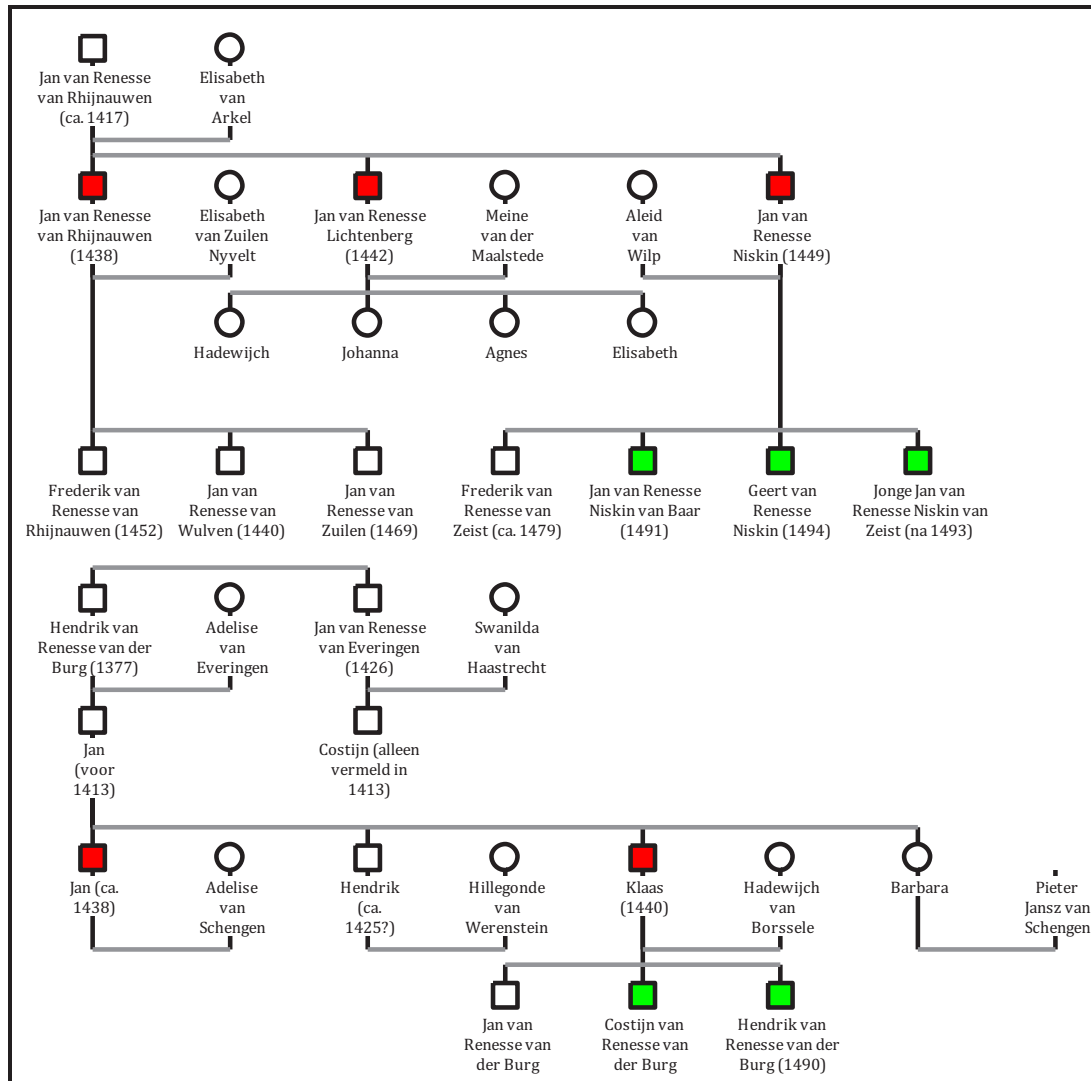 Jan van Renesse
van Rhijnauwen
(ca. 1417)
Elisabeth
van
Arkel
Jan van Renesse
van Rhijnauwen
(1438)
Elisabeth
van Zuilen
Nyvelt
Jan van Renesse
Lichtenberg
(1442)
Meine
van der
Maalstede
Aleid
van
Wilp
Jan van
Renesse
Niskin (1449)
Hadewijch
Johanna
Agnes
Elisabeth
Frederik van
Renesse van
Rhijnauwen (1452)
Jan van
Renesse van
Wulven (1440)
Jan van
Renesse van
Zuilen (1469)
Frederik van
Renesse van
Zeist (ca. 1479)
Jan van Renesse
Niskin van Baar
(1491)
Geert van
Renesse
Niskin (1494)
Jonge Jan van
Renesse Niskin van
Zeist (na 1493)
Hendrik van
Renesse van der
Burg (1377)
Adelise
van
Everingen
Jan van Renesse
van Everingen
(1426)
Swanilda
van
Haastrecht
Jan
(voor
1413)
Costijn (alleen
vermeld in
1413)
Jan (ca.
1438)
Adelise
van
Schengen
Hendrik
(ca.
1425?)
Hillegonde
van
Werenstein
Klaas
(1440)
Hadewijch
van
Borssele
Barbara
Pieter
Jansz van
Schengen
Jan van
Renesse van
der Burg
Costijn van
Renesse van
der Burg
Hendrik van
Renesse van der
Burg (1490)